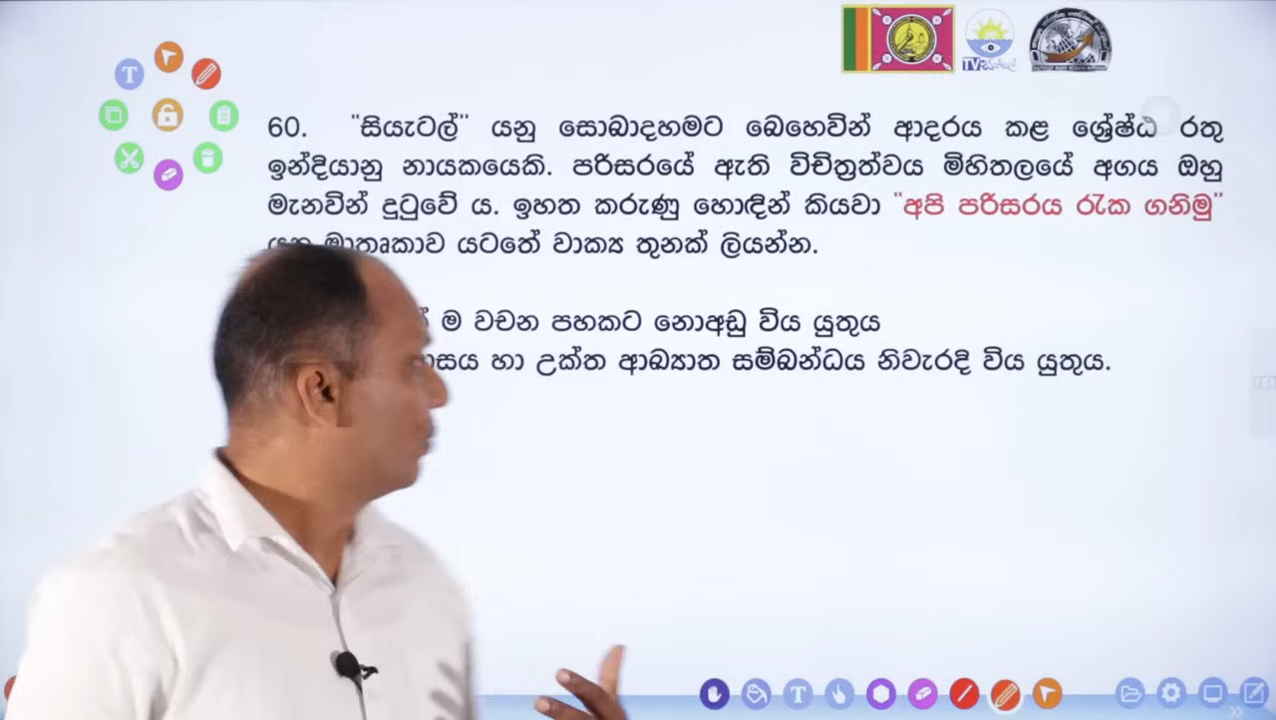 60. "සියැටල්" යනු සොබාදහමට බෙහෙවින් ආදරය කළ ශ්‍රේෂ්ඨ රතු
ඉන්දියානු නායකයෙකි. පරිසරයේ ඇති විචිත්‍රත්වය මිහිතලයේ අගය ඔහු
මැනවින් දුටුවේ ය. ඉහත කරුණු හොඳින් කියවා "අපි පරිසරය රැක ගනිමු"
යන මාතෘකාව යටතේ වාක්‍ය තුනක් ලියන්න.
ම වචන පහකට නොඅඩු විය යුතුය
හා උක්ත ආඛ්‍යාත සම්බන්ධය නිවැරදි විය යුතුය.